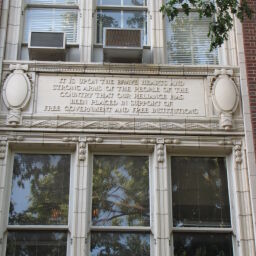 IT IS UPON THE BRAVE HEARTS AND
STRONG ARMS OF THE PEOPLE OF THE
COUNTRY THAT OUR RELIANCE HAS
BEEN PLACED IN SUPPORT OF
FREE GOVERNMENT AND FREE INSTITUTIONS